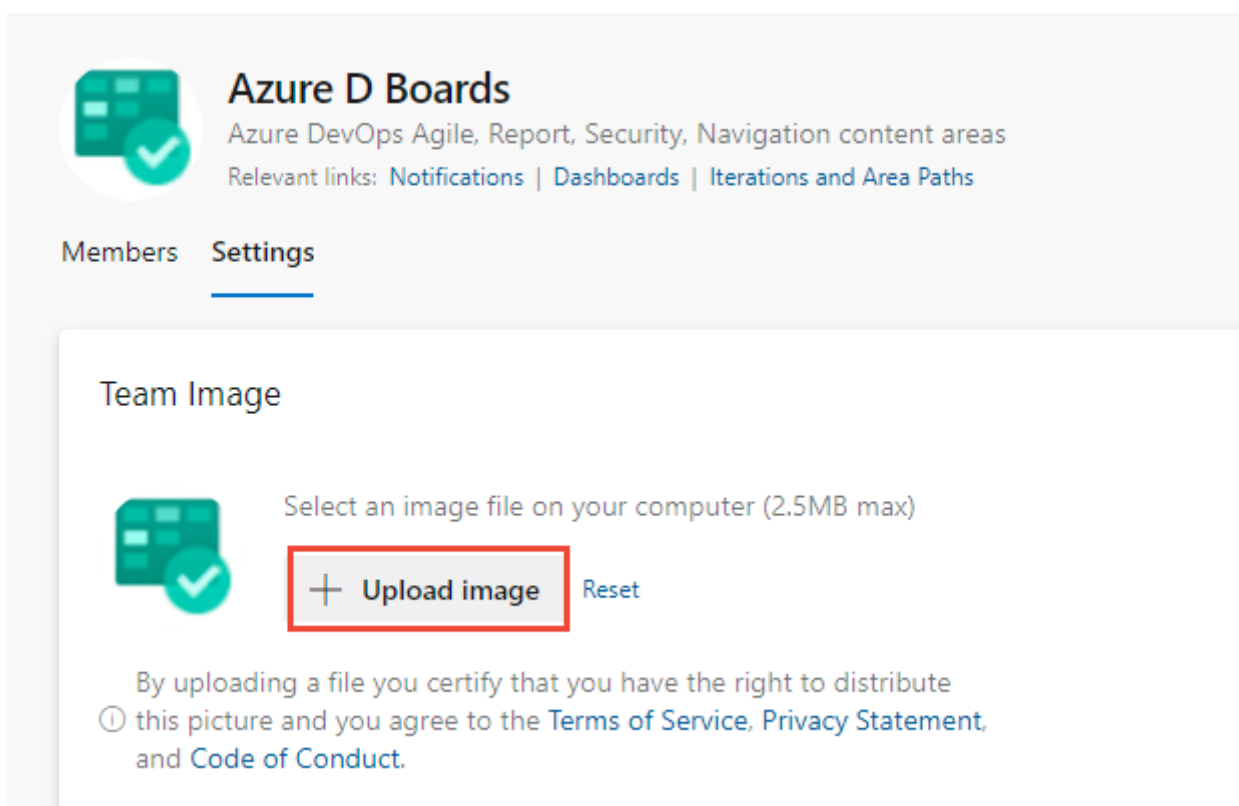 Azure D Boards
Azure DevOps Agile, Report, Security, Navigation content areas
Relevant links: Notifications | Dashboards | Iterations and Area Paths
Members Settings
Team Image
Select an image file on your computer (2.5MB max)
+ Upload image Reset
By uploading a file you certify that you have the right to distribute
this picture and you agree to the Terms of Service, Privacy Statement,
and Code of Conduct.